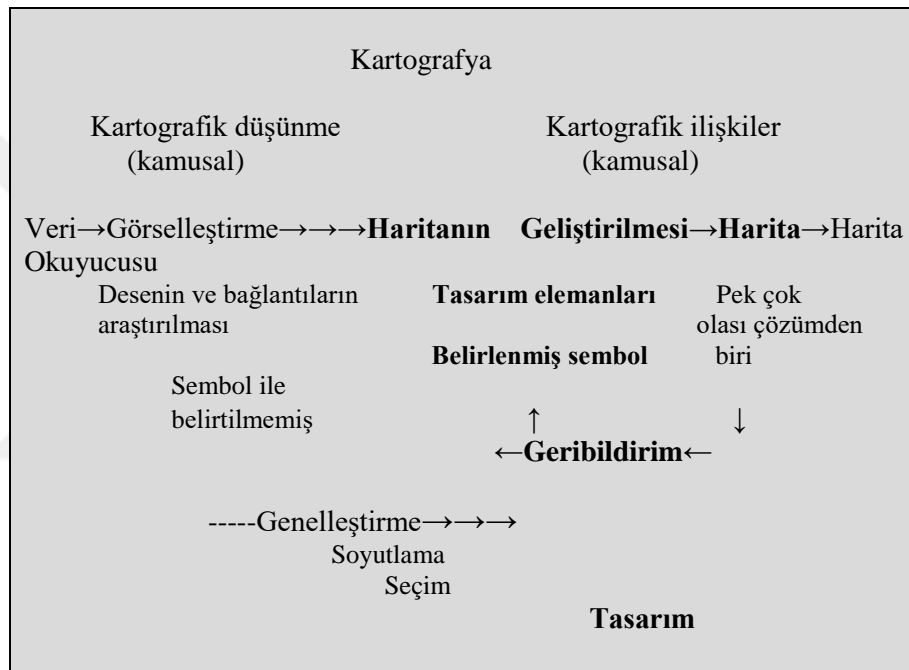 Kartografya
Kartografik düşünme Kartografik ilişkiler
(kamusal) (kamusal)
Veri→Görselleştirme→→→Haritanın Geliştirilmesi→Harita→Harita
Okuyucusu
Desenin ve bağlantıların Tasarım elemanları Pek çok
araştırılması olası çözümden
Belirlenmiş sembol biri
Sembol ile
belirtilmemiş ↑ ↓
←Geribildirim←
-----Genelleştirme→→→
Soyutlama
Seçim
Tasarım